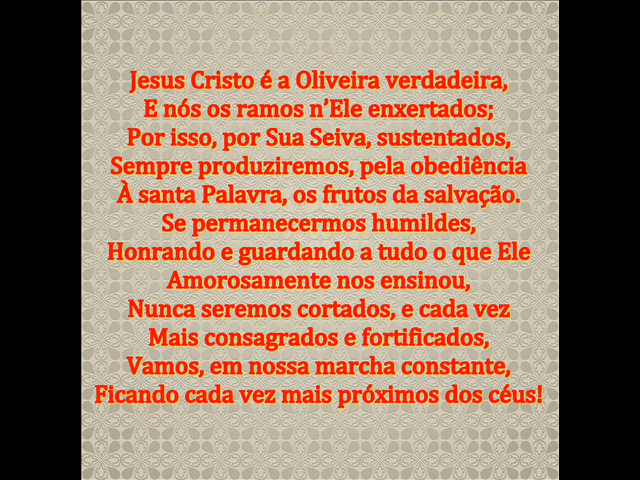 Jesus Cristo é a Oliveira verdadeira,
E nós os ramos n’Ele enxertados;
Por isso, por Sua Seiva, sustentados,
Sempre produziremos, pela obediência
À santa Palavra, os frutos da salvação.
Se permanecermos humildes,
Honrando e guardando a tudo o que Ele
Amorosamente nos ensinou,
Nunca seremos cortados, e cada vez
Mais consagrados e fortificados,
Vamos, em nossa marcha constante,
Ficando cada vez mais próximos dos céus!